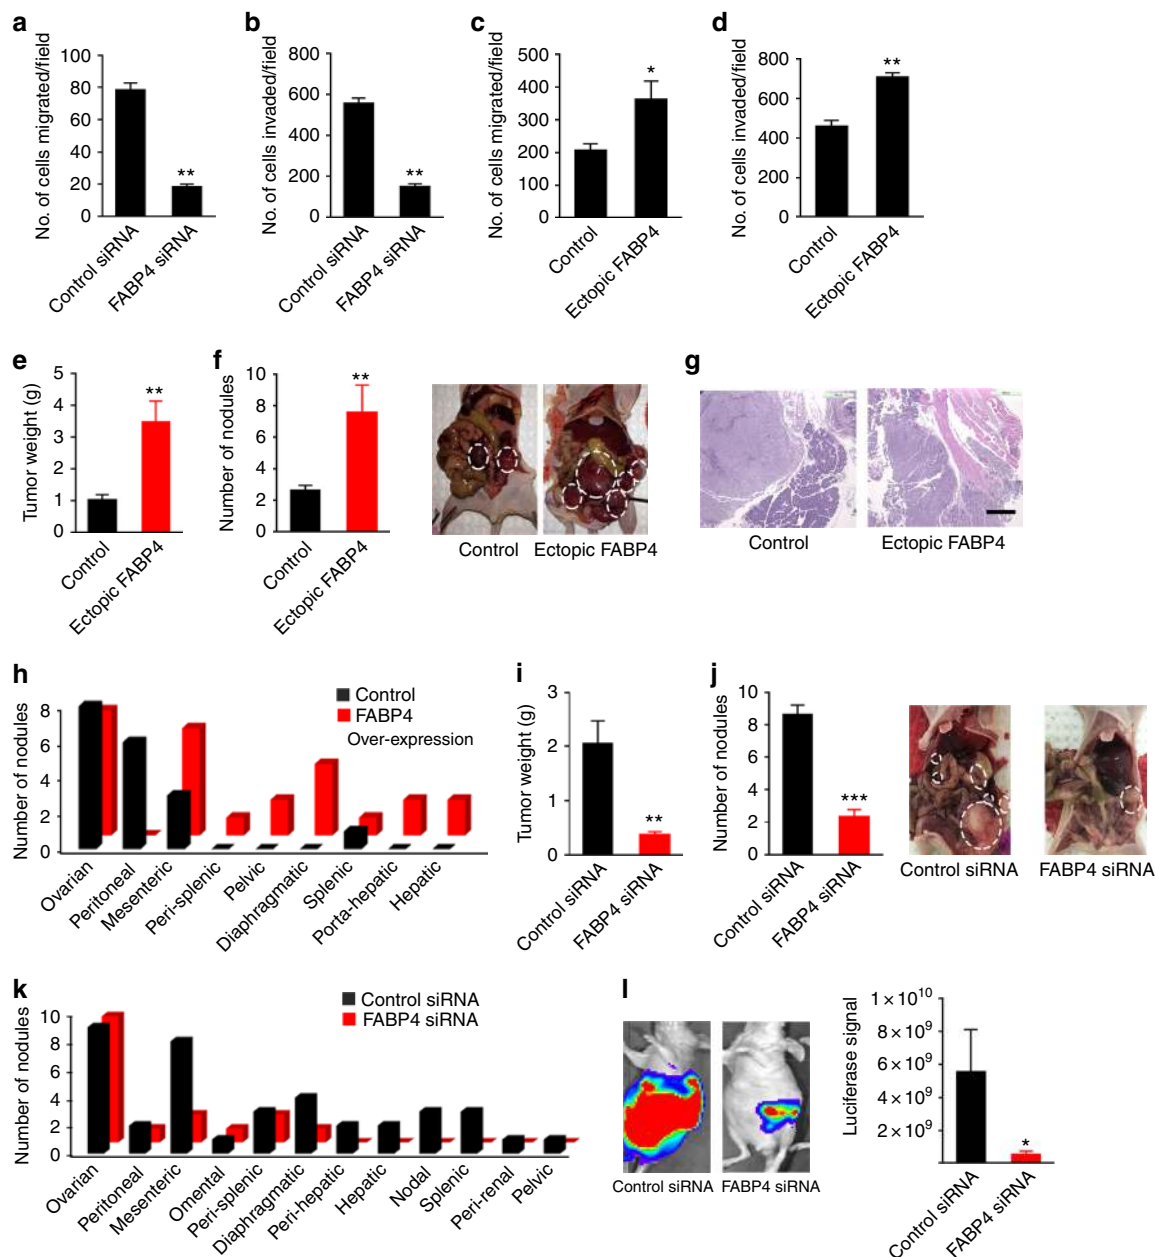 a
No. of cells migrated/field
100
80
60
40
20
0
**
Control siRNA
FABP4 siRNA
b
No. of cells invaded/field
800
600
400
200
0
**
Control siRNA
FABP4 siRNA
c
No. of cells migrated/field
500
400
300
200
100
0
*
Control
Ectopic FABP4
d
No. of cells invaded/field
800
600
400
200
0
**
Control
Ectopic FABP4
e
Tumor weight (g)
5
4
3
2
1
0
**
Control
Ectopic FABP4
f
Number of nodules
10
8
6
4
2
0
**
Control
Ectopic FABP4
Control
Ectopic FABP4
g
Control
Ectopic FABP4
h
Number of nodules
8
6
4
2
0
Control
FABP4
Over-expression
Ovarian
Peritoneal
Mesenteric
Peri-splenic
Pelvic
Diaphragmatic
Splenic
Porta-hepatic
Hepatic
i
Tumor weight (g)
3
2
1
0
**
Control siRNA
FABP4 siRNA
j
Number of nodules
10
8
6
4
2
0
***
Control siRNA
FABP4 siRNA
Control siRNA
FABP4 siRNA
k
Number of nodules
10
8
6
4
2
0
Control siRNA
FABP4 siRNA
Ovarian
Peritoneal
Mesenteric
Omental
Peri-splenic
Diaphragmatic
Peri-hepatic
Hepatic
Nodal
Splenic
Peri-renal
Pelvic
l
Control siRNA
FABP4 siRNA
Luciferase signal
1 × 10¹⁰
8 × 10⁹
6 × 10⁹
4 × 10⁹
2 × 10⁹
*
Control siRNA
FABP4 siRNA